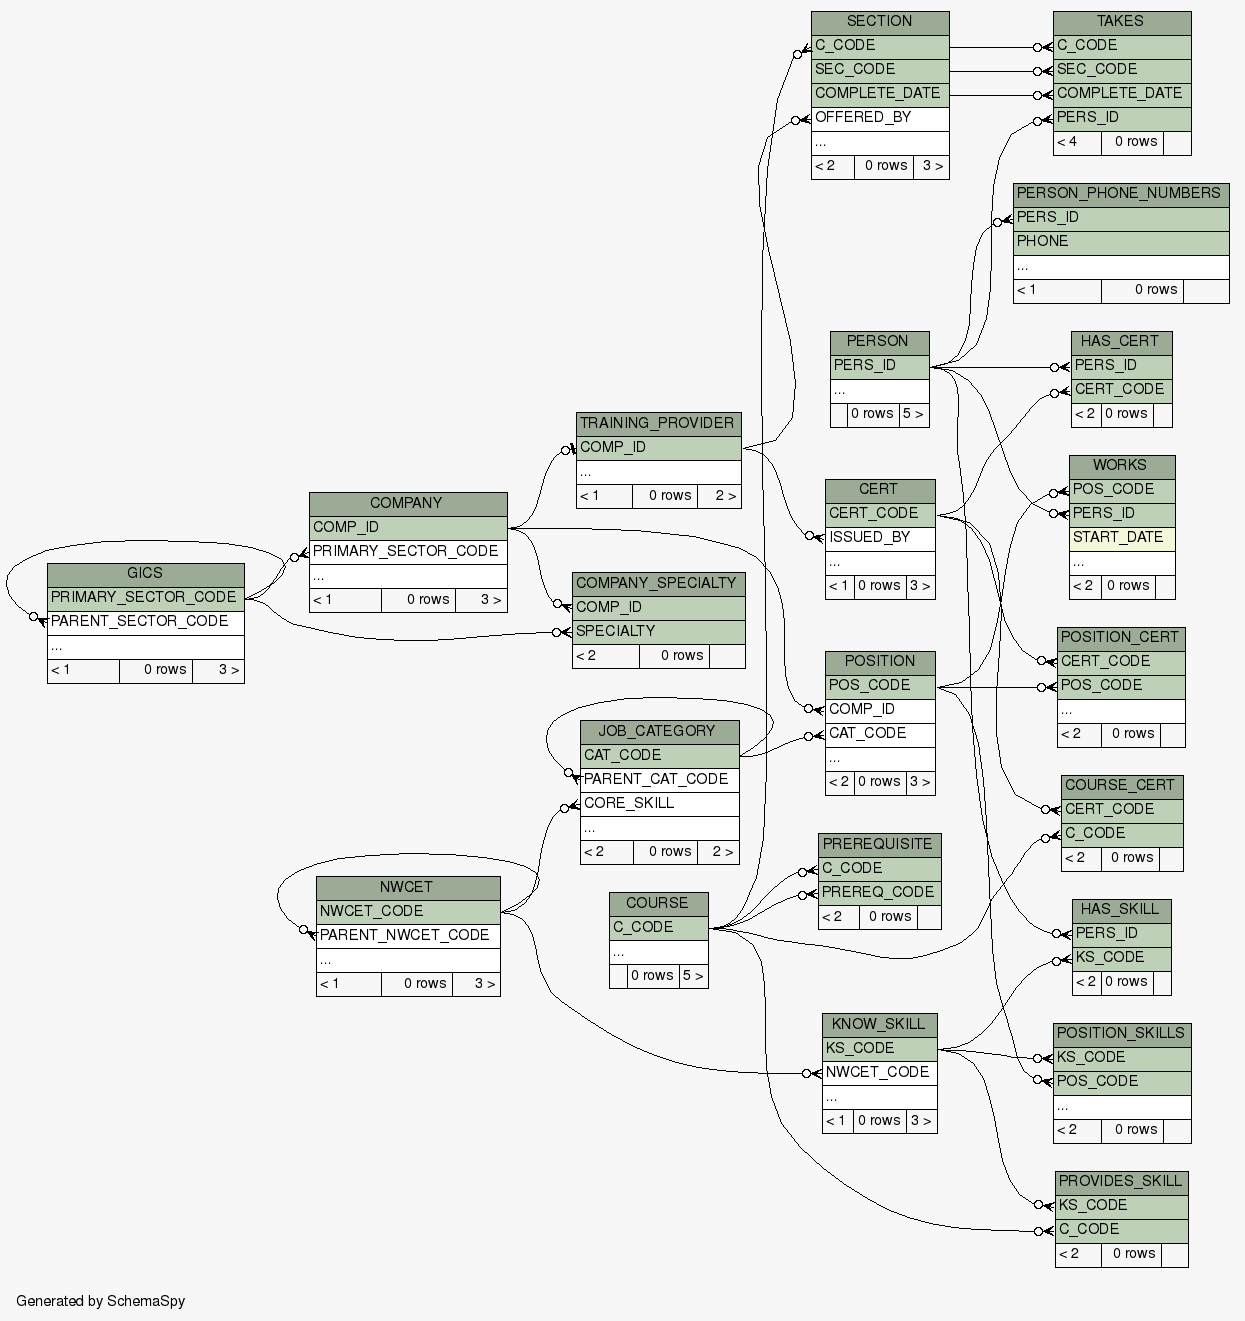 SECTION
C_CODE
SEC_CODE
COMPLETE_DATE
OFFERED_BY
...
< 2 0 rows 3 >
TAKES
C_CODE
SEC_CODE
COMPLETE_DATE
PERS_ID
< 4 0 rows
PERSON_PHONE_NUMBERS
PERS_ID
PHONE
...
< 1 0 rows
PERSON
PERS_ID
...
0 rows 5 >
HAS_CERT
PERS_ID
CERT_CODE
< 2 0 rows
TRAINING_PROVIDER
COMP_ID
...
< 1 0 rows 2 >
CERT
CERT_CODE
ISSUED_BY
...
< 1 0 rows 3 >
WORKS
POS_CODE
PERS_ID
START_DATE
...
< 2 0 rows
COMPANY
COMP_ID
PRIMARY_SECTOR_CODE
...
< 1 0 rows 3 >
GICS
PRIMARY_SECTOR_CODE
PARENT_SECTOR_CODE
...
< 1 0 rows 3 >
COMPANY_SPECIALTY
COMP_ID
SPECIALTY
< 2 0 rows
POSITION
POS_CODE
COMP_ID
CAT_CODE
...
< 2 0 rows 3 >
POSITION_CERT
CERT_CODE
POS_CODE
...
< 2 0 rows
JOB_CATEGORY
CAT_CODE
PARENT_CAT_CODE
CORE_SKILL
...
< 2 0 rows 2 >
COURSE_CERT
CERT_CODE
C_CODE
< 2 0 rows
PREREQUISITE
C_CODE
PREREQ_CODE
< 2 0 rows
NWCET
NWCET_CODE
PARENT_NWCET_CODE
...
< 1 0 rows 3 >
COURSE
C_CODE
...
0 rows 5 >
HAS_SKILL
PERS_ID
KS_CODE
< 2 0 rows
KNOW_SKILL
KS_CODE
NWCET_CODE
...
< 1 0 rows 3 >
POSITION_SKILLS
KS_CODE
POS_CODE
...
< 2 0 rows
PROVIDES_SKILL
KS_CODE
C_CODE
< 2 0 rows
Generated by SchemaSpy